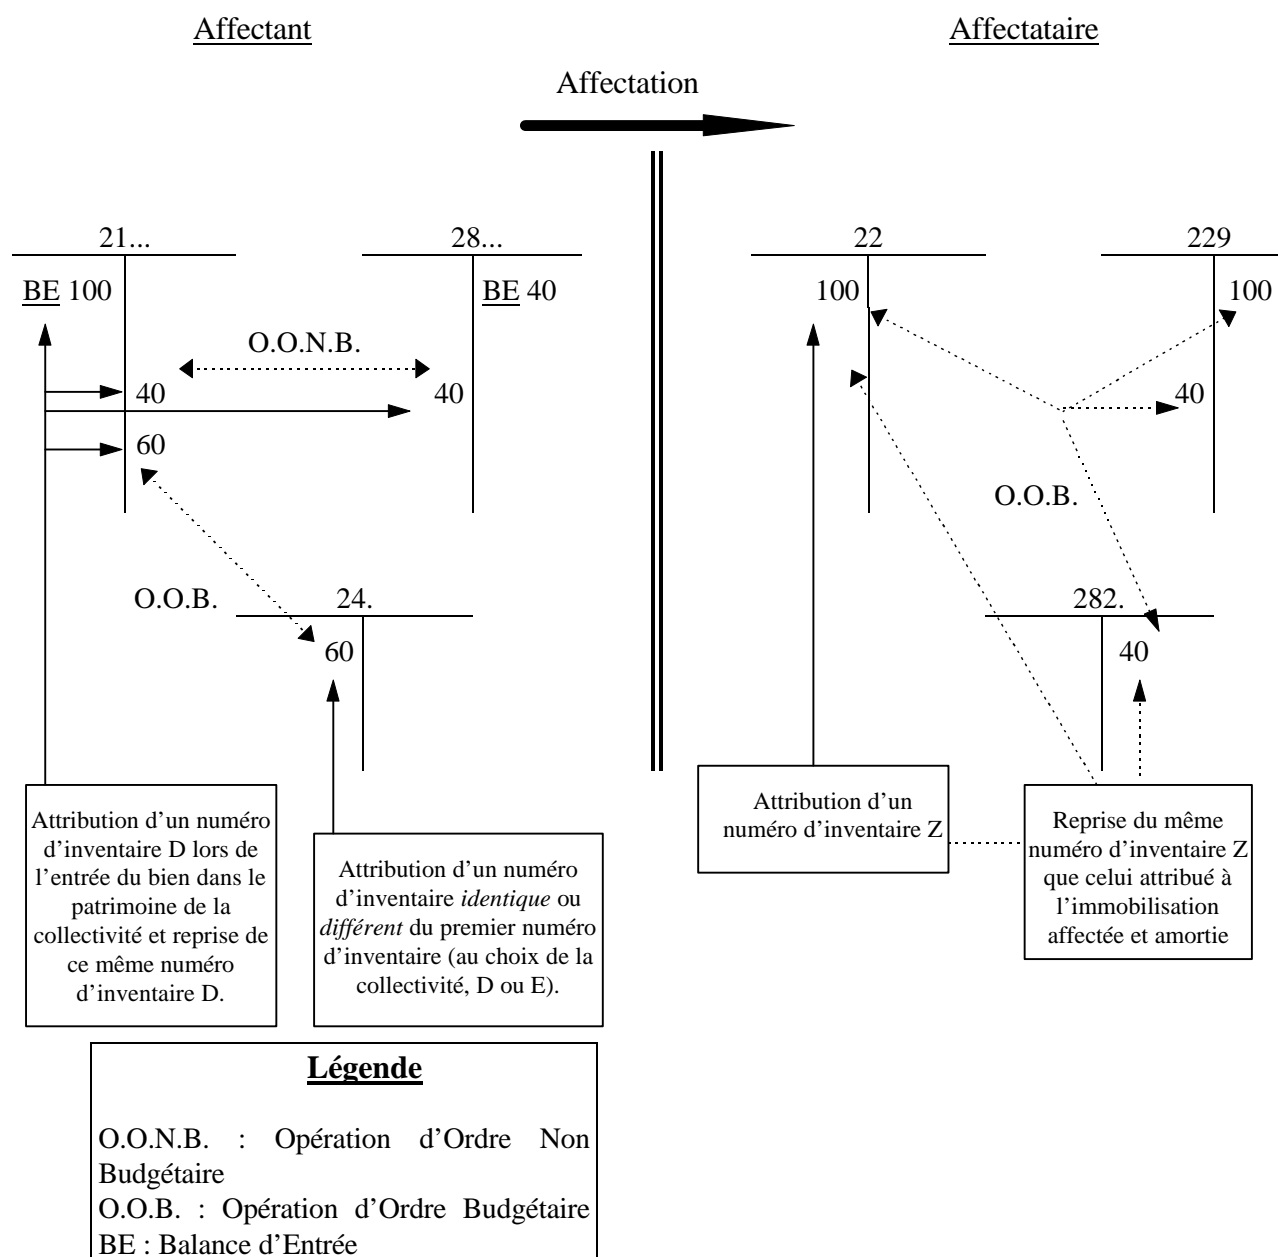 Affectant
Affectataire
Affectation
21...
28...
22
229
BE 100
BE 40
100
100
O.O.N.B.
40
40
40
60
O.O.B.
O.O.B.
24.
282.
60
40
Attribution d’un numéro
d’inventaire D lors de
l’entrée du bien dans le
patrimoine de la
collectivité et reprise de
ce même numéro
d’inventaire D.
Attribution d’un numéro
d’inventaire identique ou
différent du premier numéro
d’inventaire (au choix de la
collectivité, D ou E).
Attribution d’un
numéro d’inventaire Z
Reprise du même
numéro d’inventaire Z
que celui attribué à
l’immobilisation
affectée et amortie
Légende
O.O.N.B. : Opération d’Ordre Non
Budgétaire
O.O.B. : Opération d’Ordre Budgétaire
BE : Balance d’Entrée